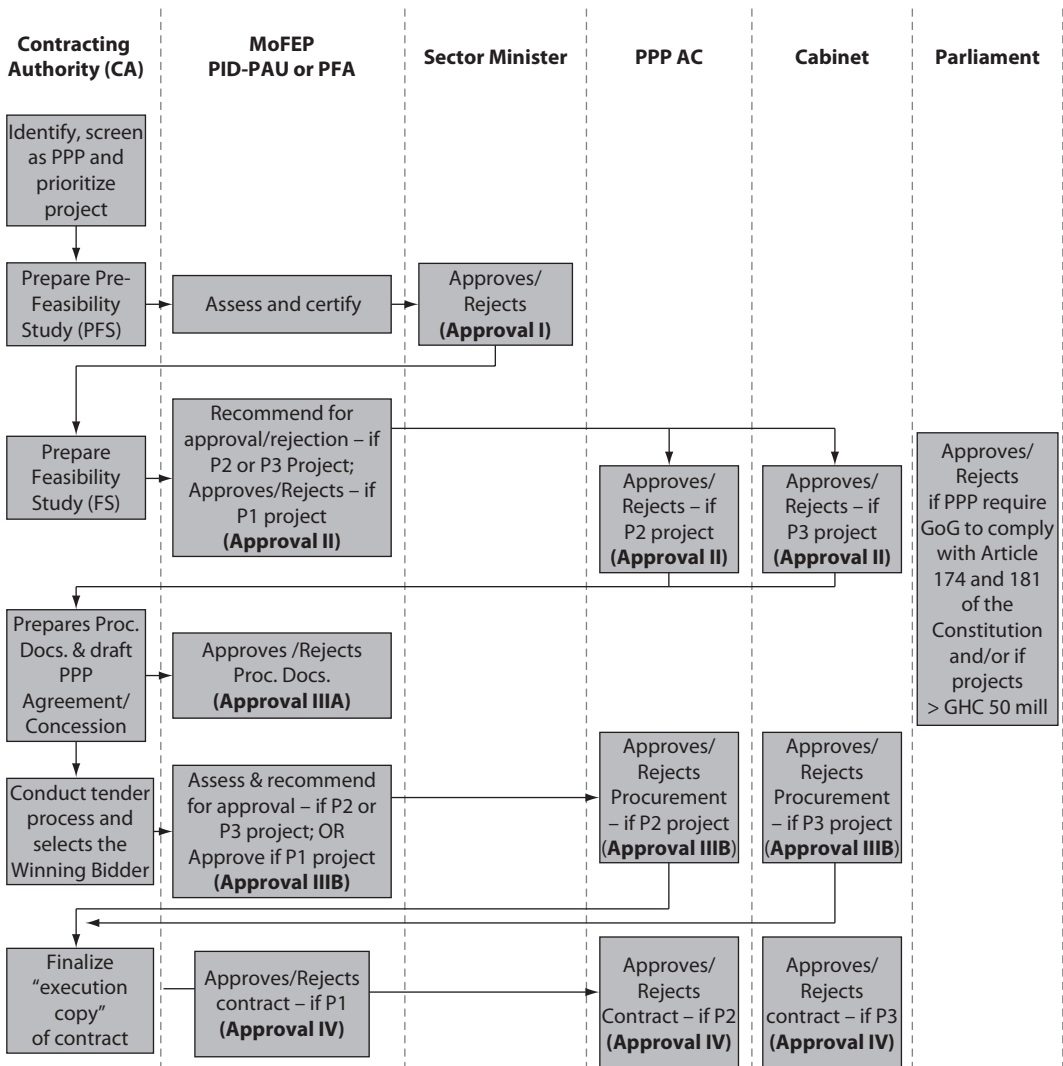 Contracting
Authority (CA)
MoFEP
PID-PAU or PFA
Sector Minister
PPP AC
Cabinet
Parliament
Identify, screen
as PPP and
prioritize
project
Prepare Pre-
Feasibility
Study (PFS)
Assess and certify
Approves/
Rejects
(Approval I)
Prepare
Feasibility
Study (FS)
Recommend for
approval/rejection – if
P2 or P3 Project;
Approves/Rejects – if
P1 project
(Approval II)
Approves/
Rejects – if
P2 project
(Approval II)
Approves/
Rejects – if
P3 project
(Approval II)
Approves/
Rejects
if PPP require
GoG to comply
with Article
174 and 181
of the
Constitution
and/or if
projects
> GHC 50 mill
Prepares Proc.
Docs. & draft
PPP
Agreement/
Concession
Approves /Rejects
Proc. Docs.
(Approval IIIA)
Conduct tender
process and
selects the
Winning Bidder
Assess & recommend
for approval – if P2 or
P3 project; OR
Approve if P1 project
(Approval IIIB)
Approves/
Rejects
Procurement
– if P2 project
(Approval IIIB)
Approves/
Rejects
Procurement
– if P3 project
(Approval IIIB)
Finalize
“execution
copy”
of contract
Approves/Rejects
contract – if P1
(Approval IV)
Approves/
Rejects
Contract – if P2
(Approval IV)
Approves/
Rejects
contract – if P3
(Approval IV)